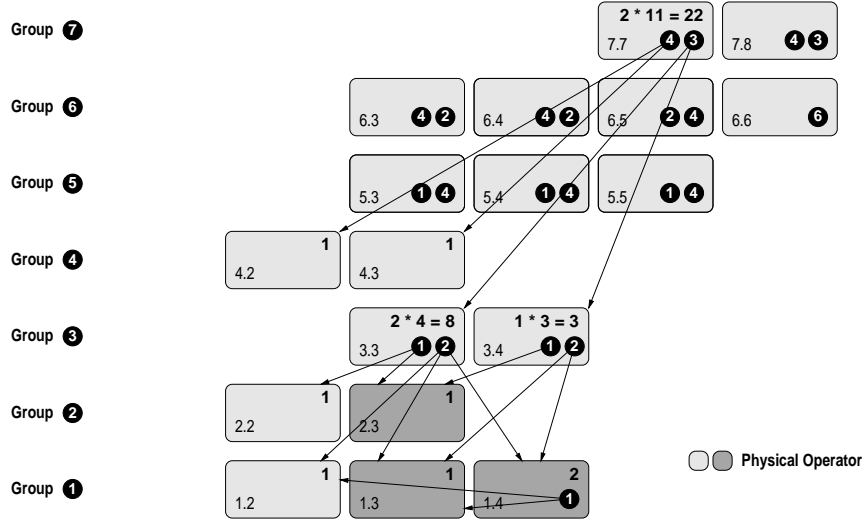 Group 7
2 * 11 = 22
7.7 4 3
7.8 4 3
Group 6
6.3 4 2
6.4 4 2
6.5 2 4
6.6 6
Group 5
5.3 1 4
5.4 1 4
5.5 1 4
Group 4
1
4.2
1
4.3
Group 3
2 * 4 = 8
3.3 1 2
1 * 3 = 3
3.4 1 2
Group 2
1
2.2
1
2.3
Group 1
1
1.2
1
1.3
2
1.4 1
Physical Operator